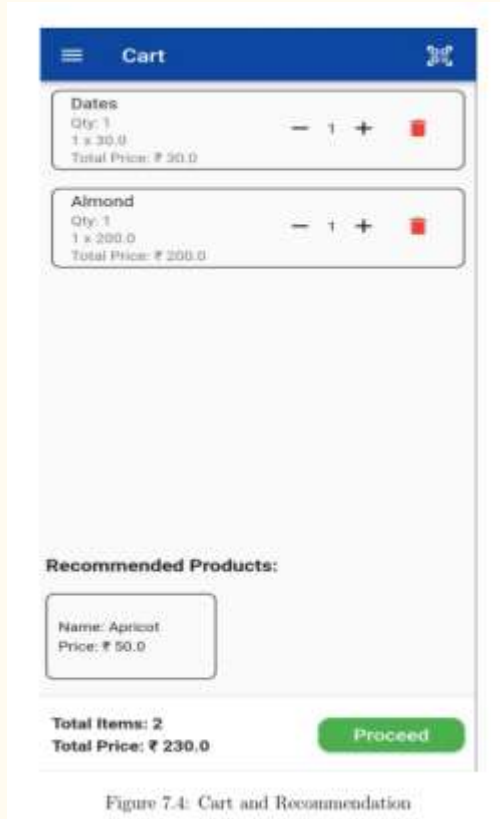 Cart
Dates
Qty: 1
1 x 30.0
Total Price: ₹ 30.0
1
Almond
Qty: 1
1 x 200.0
Total Price: ₹ 200.0
1
Recommended Products:
Name: Apricot
Price: ₹ 50.0
Total Items: 2
Total Price: ₹ 230.0
Proceed
Figure 7.4: Cart and Recommendation